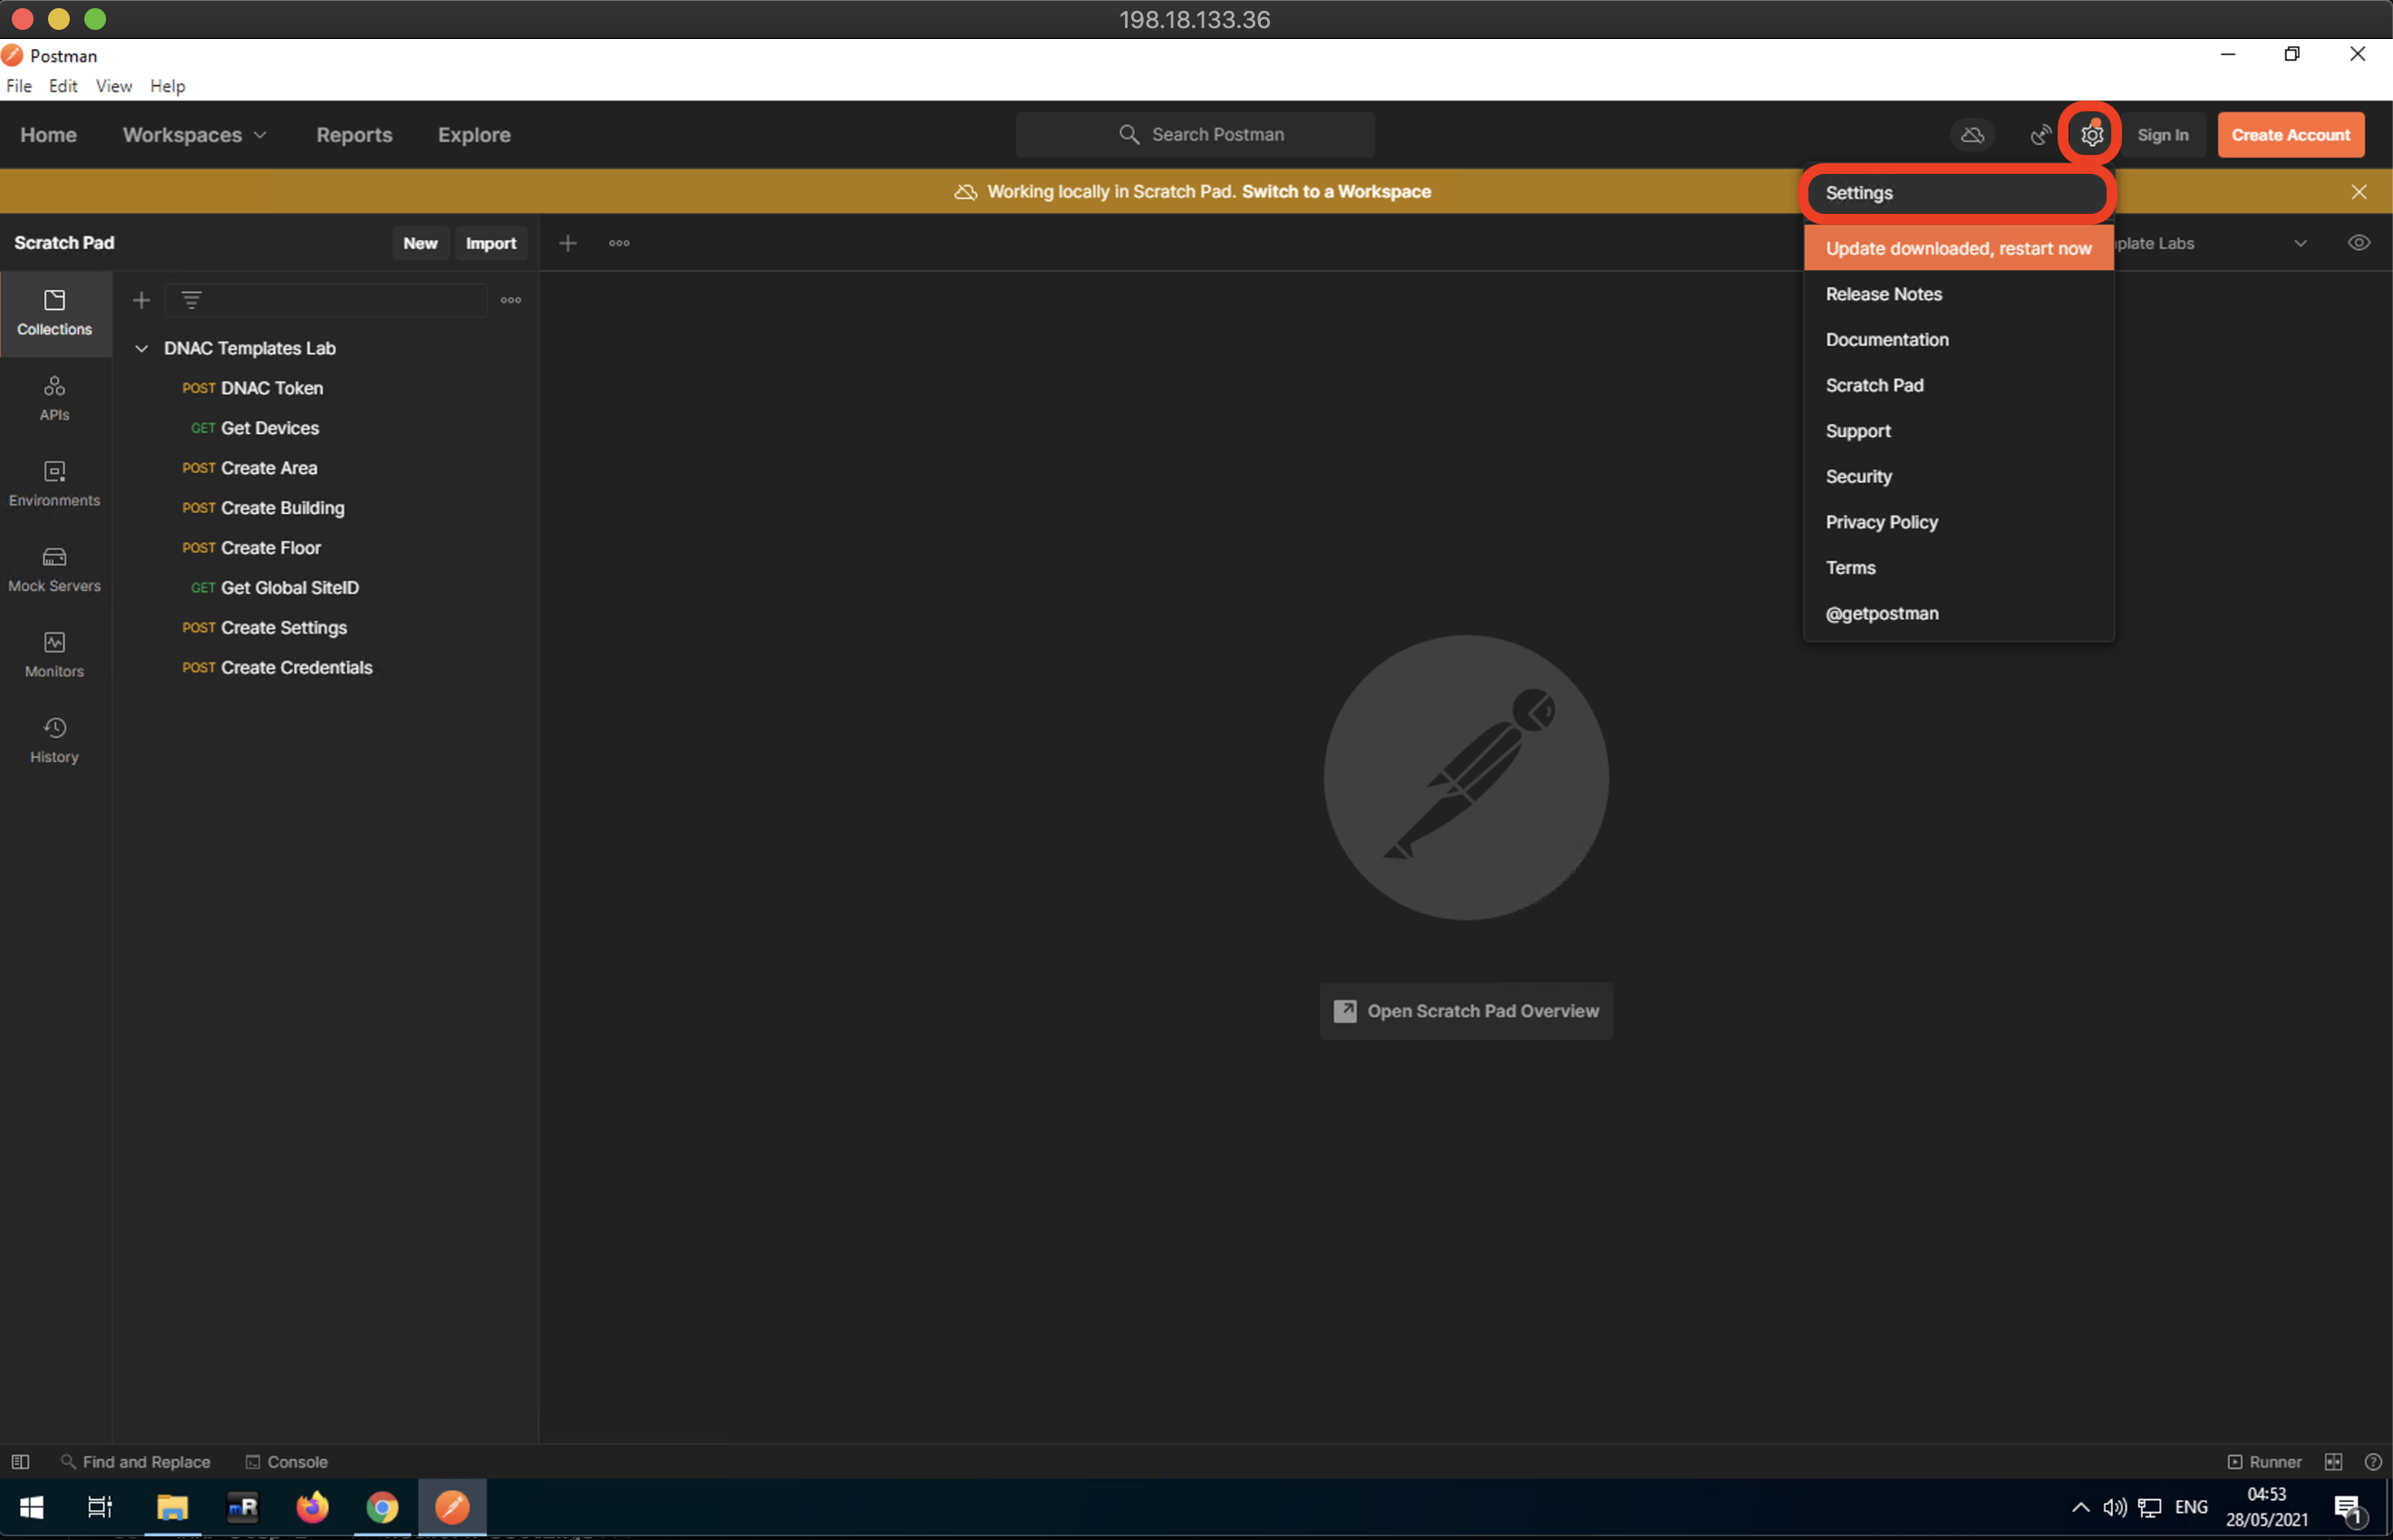 198.18.133.36
Postman
File Edit View Help
Home Workspaces Reports Explore Search Postman Sign In Create Account
Working locally in Scratch Pad. Switch to a Workspace
Scratch Pad New Import
plate Labs
Settings
Update downloaded, restart now
Release Notes
Documentation
Scratch Pad
Support
Security
Privacy Policy
Terms
@getpostman
Collections
APIs
Environments
Mock Servers
Monitors
History
DNAC Templates Lab
POST DNAC Token
GET Get Devices
POST Create Area
POST Create Building
POST Create Floor
GET Get Global SiteID
POST Create Settings
POST Create Credentials
Open Scratch Pad Overview
Find and Replace Console Runner
mR
ENG
04:53
28/05/2021
1